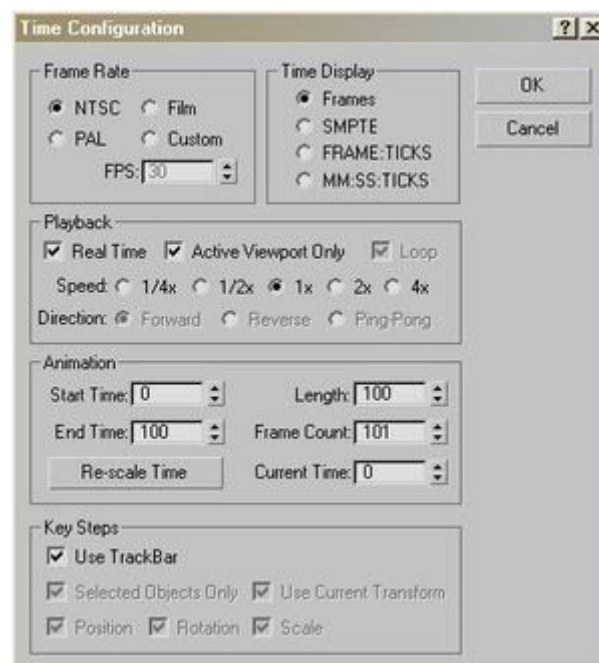 Time Configuration
Frame Rate
NTSC Film
PAL Custom
FPS: 30
Time Display
Frames
SMPTE
FRAME:TICKS
MM:SS:TICKS
OK
Cancel
Playback
Real Time Active Viewport Only Loop
Speed: 1/4x 1/2x 1x 2x 4x
Direction: Forward Reverse Ping-Pong
Animation
Start Time: 0 Length: 100
End Time: 100 Frame Count: 101
Re-scale Time Current Time: 0
Key Steps
Use TrackBar
Selected Objects Only Use Current Transform
Position Rotation Scale